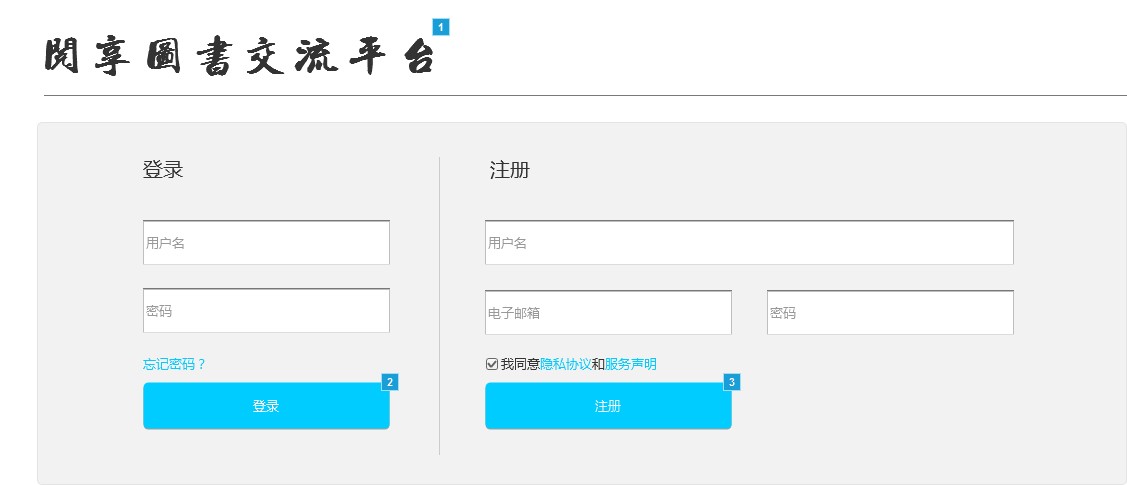 閱享圖書交流平台
1
登录
用户名
密码
忘记密码？
登录
2
注册
用户名
电子邮箱 密码
我同意隐私协议和服务声明
注册
3